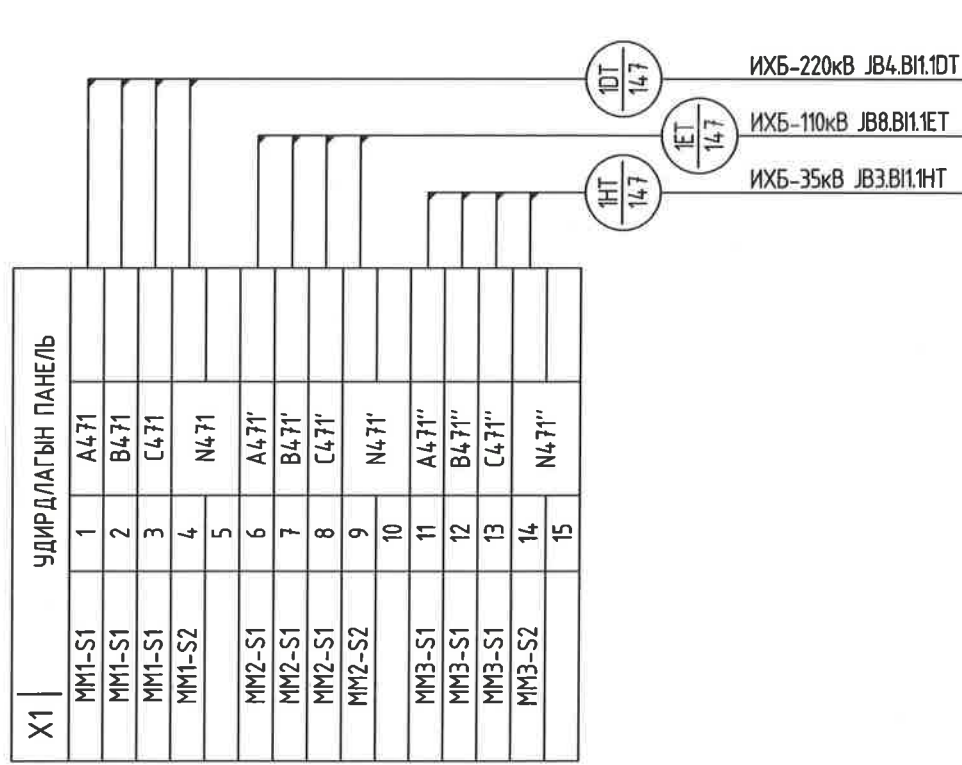 1DT
147
ИХБ-220кВ JB4.BI1.1DT
1ET
147
ИХБ-110кВ JB8.BI1.1ET
1HT
147
ИХБ-35кВ JB3.BI1.1HT
X1 УДИРДЛАГЫН ПАНЕЛЬ
MM1-S1 1 A471
MM1-S1 2 B471
MM1-S1 3 C471
MM1-S2 4 N471
5
MM2-S1 6 A471'
MM2-S1 7 B471'
MM2-S1 8 C471'
MM2-S2 9 N471'
10
MM3-S1 11 A471''
MM3-S1 12 B471''
MM3-S1 13 C471''
MM3-S2 14 N471''
15